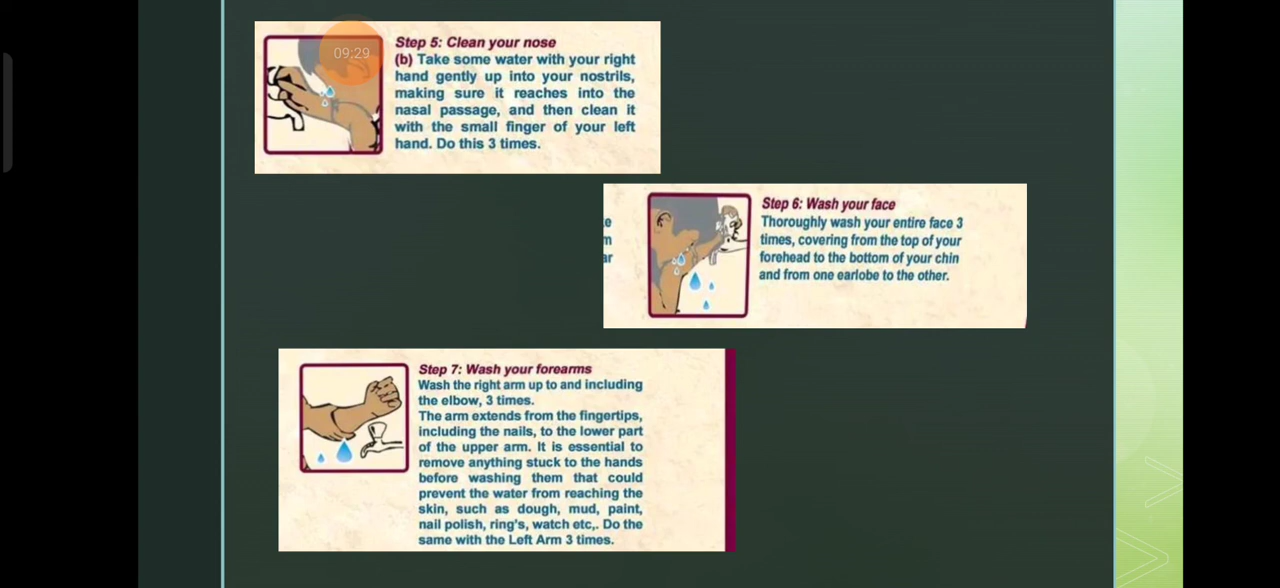 09:29
Step 5: Clean your nose
(b) Take some water with your right
hand gently up into your nostrils,
making sure it reaches into the
nasal passage, and then clean it
with the small finger of your left
hand. Do this 3 times.
e
m
ar
Step 6: Wash your face
Thoroughly wash your entire face 3
times, covering from the top of your
forehead to the bottom of your chin
and from one earlobe to the other.
Step 7: Wash your forearms
Wash the right arm up to and including
the elbow, 3 times.
The arm extends from the fingertips,
including the nails, to the lower part
of the upper arm. It is essential to
remove anything stuck to the hands
before washing them that could
prevent the water from reaching the
skin, such as dough, mud, paint,
nail polish, ring's, watch etc,. Do the
same with the Left Arm 3 times.